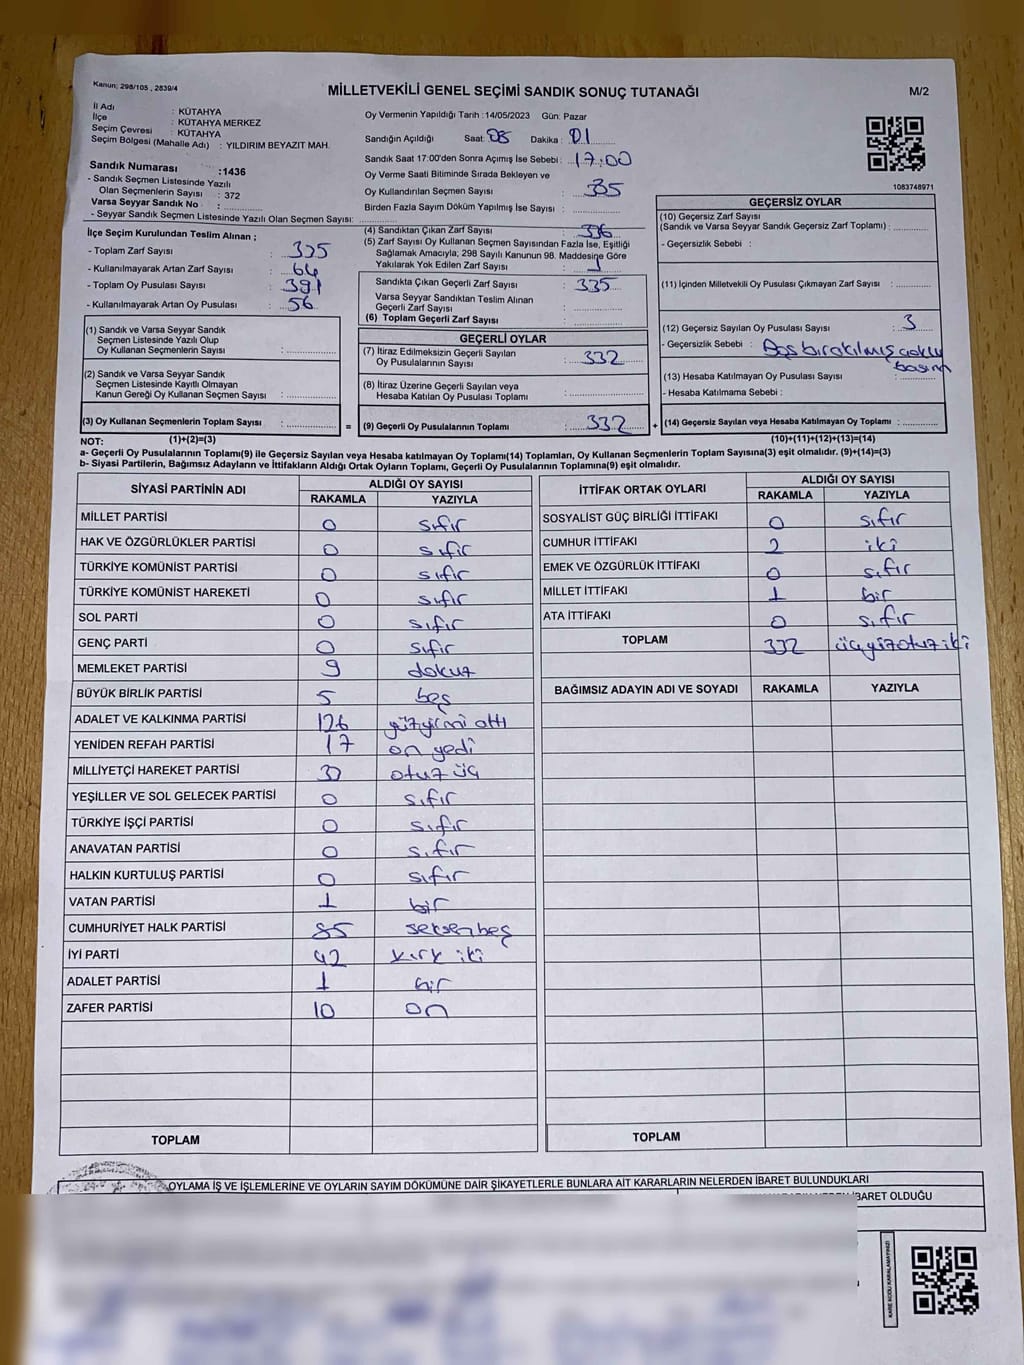 Kanun; 298/105 , 2839/4
MİLLETVEKİLİ GENEL SEÇİMİ SANDIK SONUÇ TUTANAĞI
M/2
İl Adı : KÜTAHYA
İlçe : KÜTAHYA MERKEZ
Seçim Çevresi : KÜTAHYA
Seçim Bölgesi (Mahalle Adı) : YILDIRIM BEYAZIT MAH.
Sandık Numarası :1436
- Sandık Seçmen Listesinde Yazılı
Olan Seçmenlerin Sayısı : 372
Varsa Seyyar Sandık No :
- Seyyar Sandık Seçmen Listesinde Yazılı Olan Seçmen Sayısı:
Oy Vermenin Yapıldığı Tarih :14/05/2023 Gün: Pazar
Sandığın Açıldığı Saat: 08 Dakika : 01
Sandık Saat 17:00'den Sonra Açımış İse Sebebi : 17:00
Oy Verme Saati Bitiminde Sırada Bekleyen ve
Oy Kullandırılan Seçmen Sayısı : 335
Birden Fazla Sayım Döküm Yapılmış İse Sayısı :
1083748971
İlçe Seçim Kurulundan Teslim Alınan ;
- Toplam Zarf Sayısı : 335
- Kullanılmayarak Artan Zarf Sayısı : 64
- Toplam Oy Pusulası Sayısı : 391
- Kullanılmayarak Artan Oy Pusulası : 56
(1) Sandık ve Varsa Seyyar Sandık
Seçmen Listesinde Yazılı Olup
Oy Kullanan Seçmenlerin Sayısı :
(2) Sandık ve Varsa Seyyar Sandık
Seçmen Listesinde Kayıtlı Olmayan
Kanun Gereği Oy Kullanan Seçmen Sayısı :
(3) Oy Kullanan Seçmenlerin Toplam Sayısı : =
(4) Sandıktan Çıkan Zarf Sayısı : 336
(5) Zarf Sayısı Oy Kullanan Seçmen Sayısından Fazla İse, Eşitliği
Sağlamak Amacıyla; 298 Sayılı Kanunun 98. Maddesine Göre
Yakılarak Yok Edilen Zarf Sayısı : 1
Sandıkta Çıkan Geçerli Zarf Sayısı : 335
Varsa Seyyar Sandıktan Teslim Alınan
Geçerli Zarf Sayısı :
(6) Toplam Geçerli Zarf Sayısı :
GEÇERLİ OYLAR
(7) İtiraz Edilmeksizin Geçerli Sayılan
Oy Pusulalarının Sayısı : 332
(8) İtiraz Üzerine Geçerli Sayılan veya
Hesaba Katılan Oy Pusulası Toplamı :
(9) Geçerli Oy Pusulalarının Toplamı : 332 +
GEÇERSİZ OYLAR
(10) Geçersiz Zarf Sayısı
(Sandık ve Varsa Seyyar Sandık Geçersiz Zarf Toplamı) :
- Geçersizlik Sebebi :
(11) İçinden Milletvekili Oy Pusulası Çıkmayan Zarf Sayısı :
(12) Geçersiz Sayılan Oy Pusulası Sayısı : 3
- Geçersizlik Sebebi : Boş bırakılmış çoklu
basım
(13) Hesaba Katılmayan Oy Pusulası Sayısı :
- Hesaba Katılmama Sebebi :
(14) Geçersiz Sayılan veya Hesaba Katılmayan Oy Toplamı :
NOT: (1)+(2)=(3) (10)+(11)+(12)+(13)=(14)
a- Geçerli Oy Pusulalarının Toplamı(9) ile Geçersiz Sayılan veya Hesaba katılmayan Oy Toplamı(14) Toplamları, Oy Kullanan Seçmenlerin Toplam Sayısına(3) eşit olmalıdır. (9)+(14)=(3)
b- Siyasi Partilerin, Bağımsız Adayların ve İttifakların Aldığı Ortak Oyların Toplamı, Geçerli Oy Pusulalarının Toplamına(9) eşit olmalıdır.
SİYASİ PARTİNİN ADI ALDIĞI OY SAYISI
RAKAMLA YAZIYLA
MİLLET PARTİSİ 0 sıfır
HAK VE ÖZGÜRLÜKLER PARTİSİ 0 sıfır
TÜRKİYE KOMÜNİST PARTİSİ 0 sıfır
TÜRKİYE KOMÜNİST HAREKETİ 0 sıfır
SOL PARTİ 0 sıfır
GENÇ PARTİ 0 sıfır
MEMLEKET PARTİSİ 9 dokuz
BÜYÜK BİRLİK PARTİSİ 5 beş
ADALET VE KALKINMA PARTİSİ 126 yüzyirmi altı
YENİDEN REFAH PARTİSİ 17 on yedi
MİLLİYETÇİ HAREKET PARTİSİ 33 otuz üç
YEŞİLLER VE SOL GELECEK PARTİSİ 0 sıfır
TÜRKİYE İŞÇİ PARTİSİ 0 sıfır
ANAVATAN PARTİSİ 0 sıfır
HALKIN KURTULUŞ PARTİSİ 0 sıfır
VATAN PARTİSİ 1 bir
CUMHURİYET HALK PARTİSİ 85 seksenbeş
İYİ PARTİ 42 kırk iki
ADALET PARTİSİ 1 bir
ZAFER PARTİSİ 10 on
TOPLAM
İTTİFAK ORTAK OYLARI ALDIĞI OY SAYISI
RAKAMLA YAZIYLA
SOSYALİST GÜÇ BİRLİĞİ İTTİFAKI 0 sıfır
CUMHUR İTTİFAKI 2 iki
EMEK VE ÖZGÜRLÜK İTTİFAKI 0 sıfır
MİLLET İTTİFAKI 1 bir
ATA İTTİFAKI 0 sıfır
TOPLAM 332 üçyüzotuz iki
BAĞIMSIZ ADAYIN ADI VE SOYADI RAKAMLA YAZIYLA
TOPLAM
OYLAMA İŞ VE İŞLEMLERİNE VE OYLARIN SAYIM DÖKÜMÜNE DAİR ŞİKAYETLERLE BUNLARA AİT KARARLARIN NELERDEN İBARET BULUNDUKLARI
İBARET OLDUĞU
KARE KODU KARALAMAYINIZ!